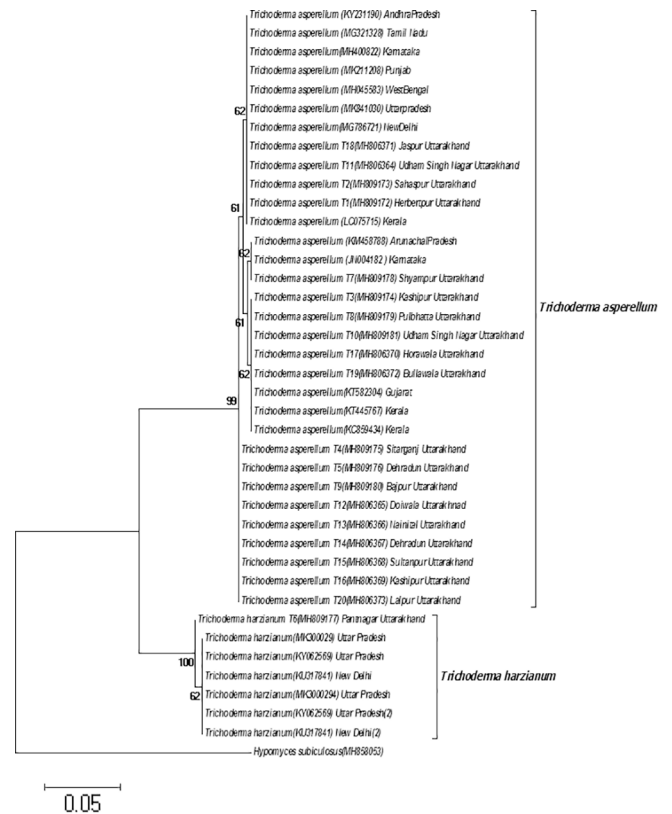 Trichoderma asperellum (KY231190) AndhraPradesh
Trichoderma asperellum (MG321328) Tamil Nadu
Trichoderma asperellum(MH400822) Karnataka
Trichoderma asperellum (MK211208) Punjab
Trichoderma asperellum (MH045583) WestBengal
Trichoderma asperellum (MK841030) Uttarpradesh
62
Trichoderma asperellum(MG786721) NewDelhi
Trichoderma asperellum T18(MH806371) Jaspur Uttarakhand
Trichoderma asperellum T11(MH806364) Udham Singh Nagar Uttarakhand
Trichoderma asperellum T2(MH809173) Sahaspur Uttarakhand
Trichoderma asperellum T1(MH809172) Herbertpur Uttarakhand
61
Trichoderma asperellum (LC075715) Kerala
Trichoderma asperellum (KM458788) ArunachalPradesh
62
Trichoderma asperellum (JN004182) Karnataka
Trichoderma asperellum T7(MH809178) Shyampur Uttarakhand
Trichoderma asperellum T3(MH809174) Kashipur Uttarakhand
Trichoderma asperellum
Trichoderma asperellum T8(MH809179) Pulbhatta Uttarakhand
61
Trichoderma asperellum T10(MH809181) Udham Singh Nagar Uttarakhand
Trichoderma asperellum T17(MH806370) Horawala Uttarakhand
Trichoderma asperellum T19(MH806372) Bullawala Uttarakhand
62
Trichoderma asperellum(KT582304) Gujarat
99
Trichoderma asperellum(KT445767) Kerala
Trichoderma asperellum(KC859434) Kerala
Trichoderma asperellum T4(MH809175) Sitarganj Uttarakhand
Trichoderma asperellum T5(MH809176) Dehradun Uttarakhand
Trichoderma asperellum T9(MH809180) Bajpur Uttarakhand
Trichoderma asperellum T12(MH806365) Doiwala Uttarakhnad
Trichoderma asperellum T13(MH806366) Nainital Uttarakhand
Trichoderma asperellum T14(MH806367) Dehradun Uttarakhand
Trichoderma asperellum T15(MH806368) Sultanpur Uttarakhand
Trichoderma asperellum T16(MH806369) Kashipur Uttarakhand
Trichoderma asperellum T20(MH806373) Lalpur Uttarakhand
Trichoderma harzianum T6(MH809177) Pantnagar Uttarakhand
Trichoderma harzianum(MK300029) Uttar Pradesh
Trichoderma harzianum(KY062569) Uttar Pradesh
100
Trichoderma harzianum(KU317841) New Delhi
Trichoderma harzianum
62
Trichoderma harzianum(MK3000294) Uttar Pradesh
Trichoderma harzianum(KY062569) Uttar Pradesh(2)
Trichoderma harzianum(KU317841) New Delhi(2)
Hypomyces subiculosus(MH858053)
0.05